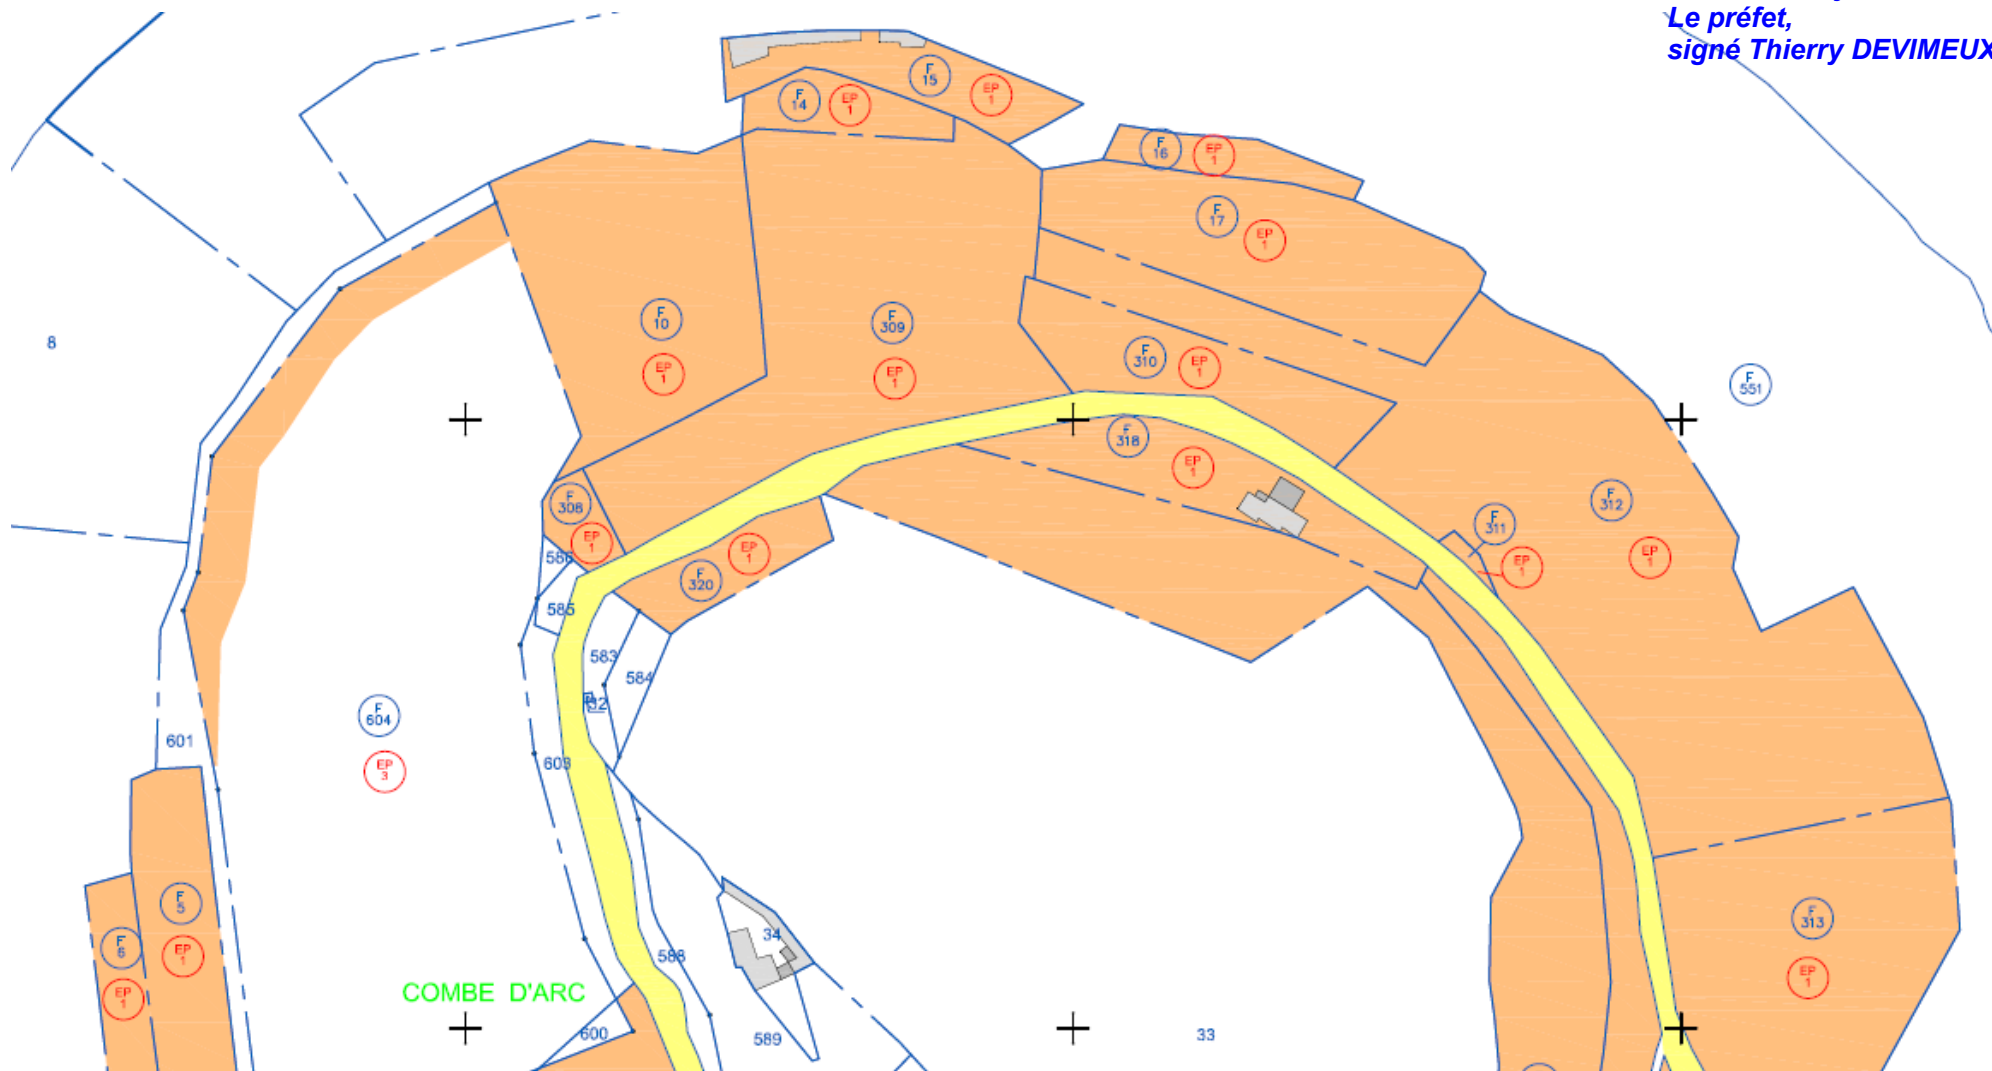 Le préfet,
signé Thierry DEVIMEUX
F
15
EP
1
F
14
EP
1
F
16
EP
1
F
17
EP
1
F
10
EP
1
F
309
EP
1
F
310
EP
1
8
F
551
F
318
EP
1
F
308
EP
1
F
311
EP
1
F
312
EP
1
586
F
320
EP
1
585
583
584
F
604
EP
3
601
603
F
5
EP
1
F
6
EP
1
588
34
F
313
EP
1
COMBE D'ARC
600
589
33